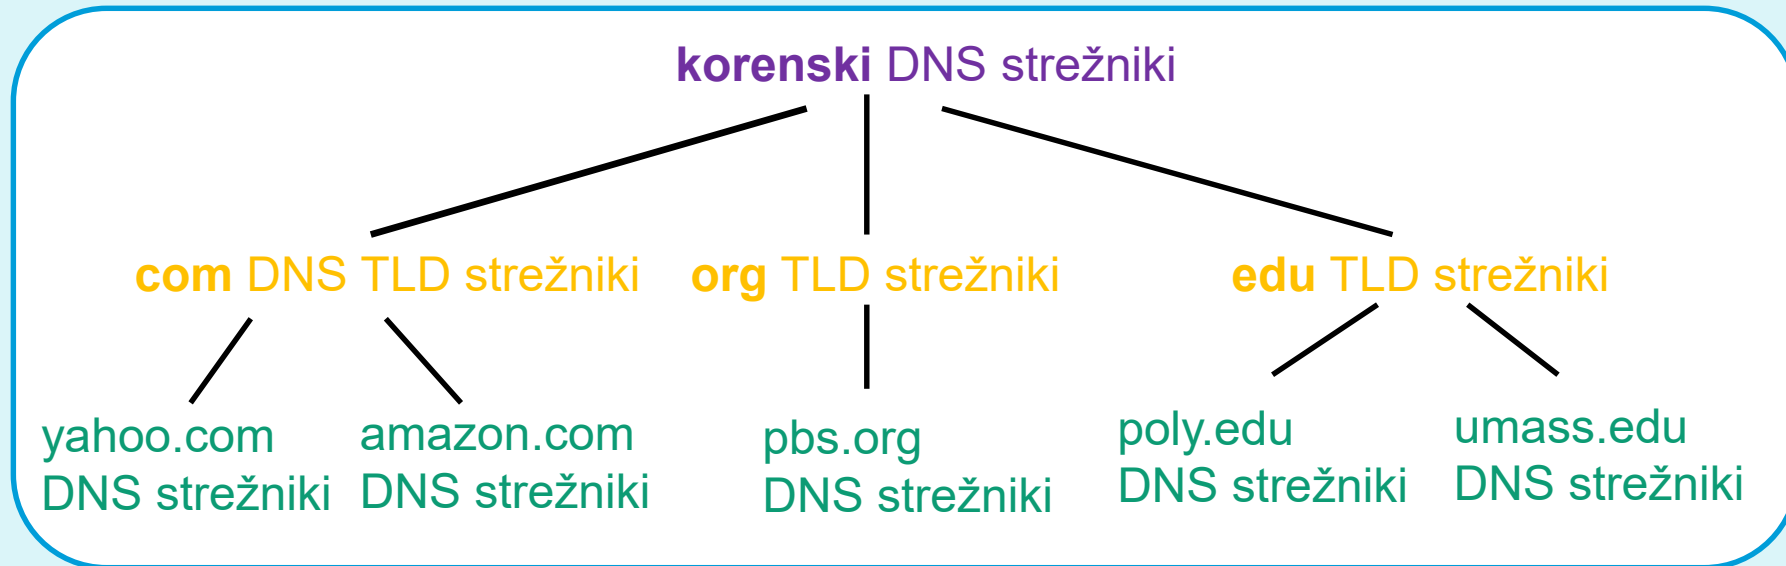 korenski DNS strežniki
com DNS TLD strežniki
org TLD strežniki
edu TLD strežniki
yahoo.com
DNS strežniki
amazon.com
DNS strežniki
pbs.org
DNS strežniki
poly.edu
DNS strežniki
umass.edu
DNS strežniki